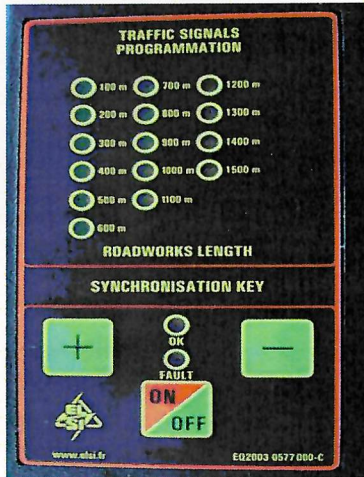 TRAFFIC SIGNALS
PROGRAMMATION
100 m 700 m 1200 m
200 m 800 m 1300 m
300 m 900 m 1400 m
400 m 1000 m 1500 m
500 m 1100 m
600 m
ROADWORKS LENGTH
SYNCHRONISATION KEY
+ OK −
FAULT
ON
OFF
ELSI
www.elsi.fr EQ2003 0577 000-C